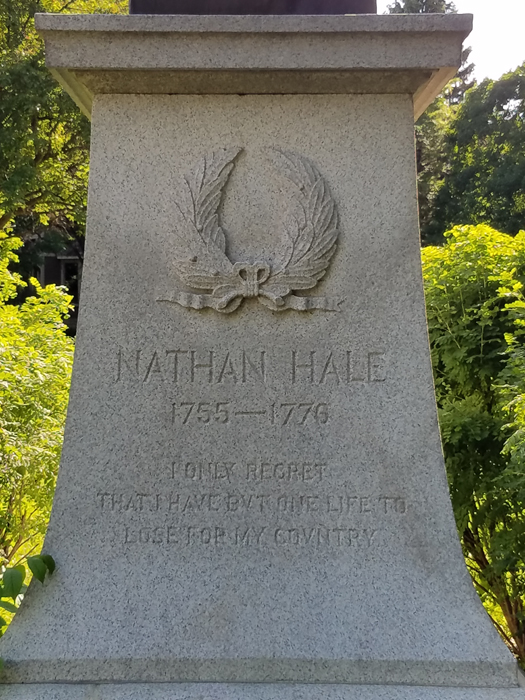 NATHAN HALE
1755—1776
I ONLY REGRET
THAT I HAVE BVT ONE LIFE TO
LOSE FOR MY COVNTRY